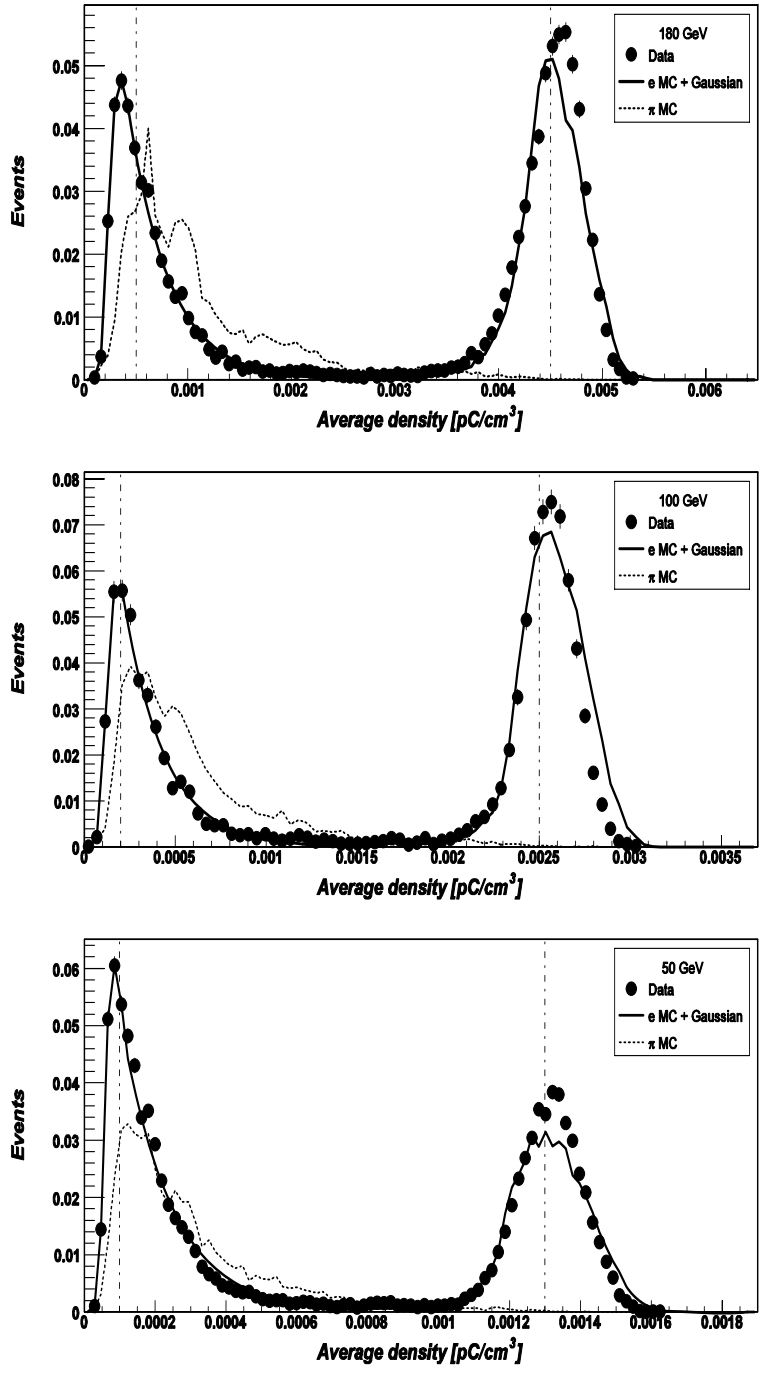 180 GeV
Data
e MC + Gaussian
π MC
Events
0.05
0.04
0.03
0.02
0.01
0
0 0.001 0.002 0.003 0.004 0.005 0.006
Average density [pC/cm³]
100 GeV
Data
e MC + Gaussian
π MC
Events
0.08
0.07
0.06
0.05
0.04
0.03
0.02
0.01
0
0 0.0005 0.001 0.0015 0.002 0.0025 0.003 0.0035
Average density [pC/cm³]
50 GeV
Data
e MC + Gaussian
π MC
Events
0.06
0.05
0.04
0.03
0.02
0.01
0
0 0.0002 0.0004 0.0006 0.0008 0.001 0.0012 0.0014 0.0016 0.0018
Average density [pC/cm³]